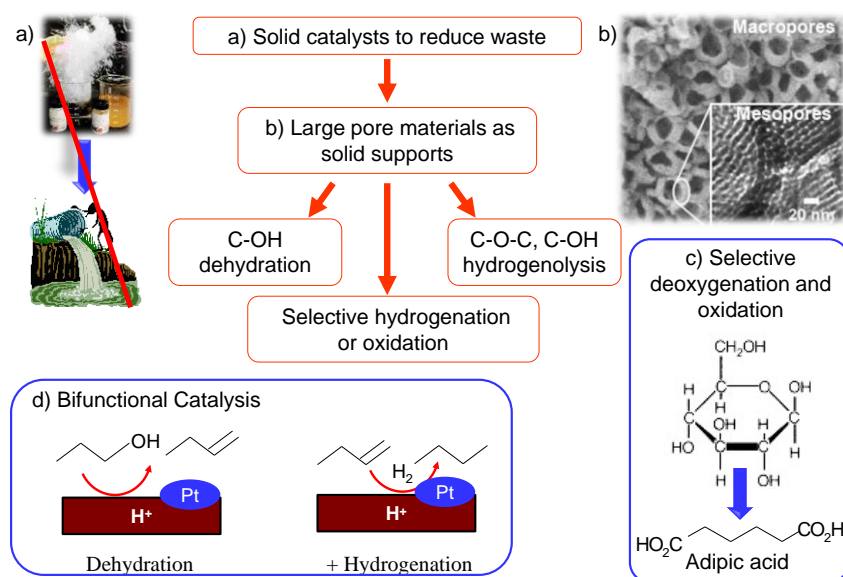 a)
a) Solid catalysts to reduce waste
b)
Macropores
Mesopores
20 nm
b) Large pore materials as
solid supports
C-OH
dehydration
C-O-C, C-OH
hydrogenolysis
Selective hydrogenation
or oxidation
c) Selective
deoxygenation and
oxidation
CH₂OH
H
O
OH
H
OH
H
HO
H
H
OH
HO₂C
CO₂H
Adipic acid
d) Bifunctional Catalysis
OH
Pt
H⁺
Dehydration
H₂
Pt
H⁺
+ Hydrogenation